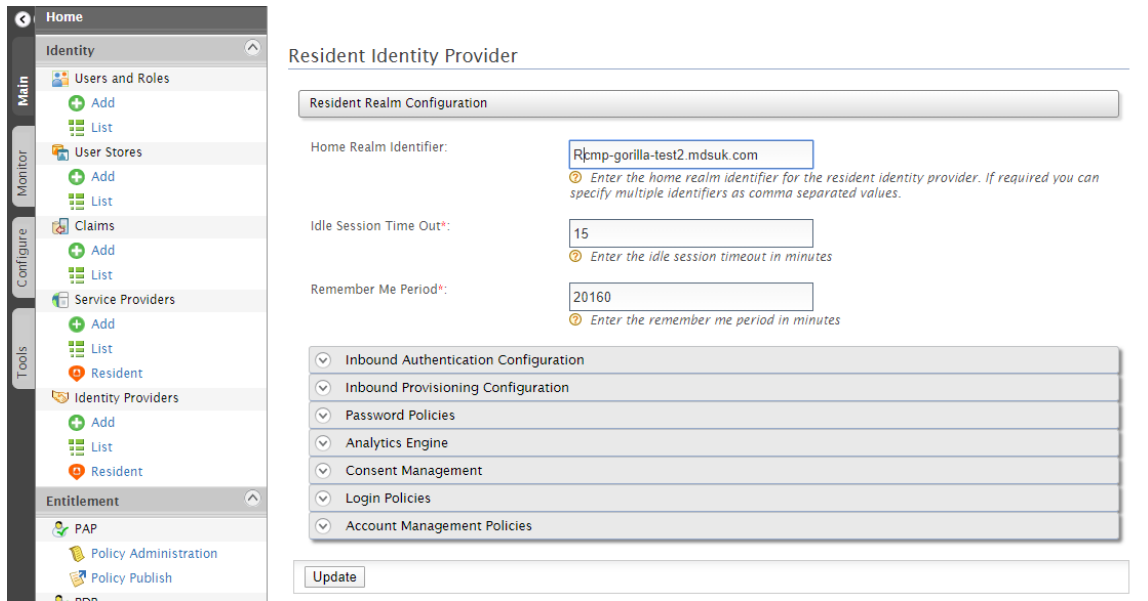 Home
Identity
Users and Roles
Add
List
User Stores
Add
List
Claims
Add
List
Service Providers
Add
List
Resident
Identity Providers
Add
List
Resident
Entitlement
PAP
Policy Administration
Policy Publish
PDP
Main
Monitor
Configure
Tools
Resident Identity Provider
Resident Realm Configuration
Home Realm Identifier:
Rcmp-gorilla-test2.mdsuk.com
Enter the home realm identifier for the resident identity provider. If required you can
specify multiple identifiers as comma separated values.
Idle Session Time Out*:
15
Enter the idle session timeout in minutes
Remember Me Period*:
20160
Enter the remember me period in minutes
Inbound Authentication Configuration
Inbound Provisioning Configuration
Password Policies
Analytics Engine
Consent Management
Login Policies
Account Management Policies
Update